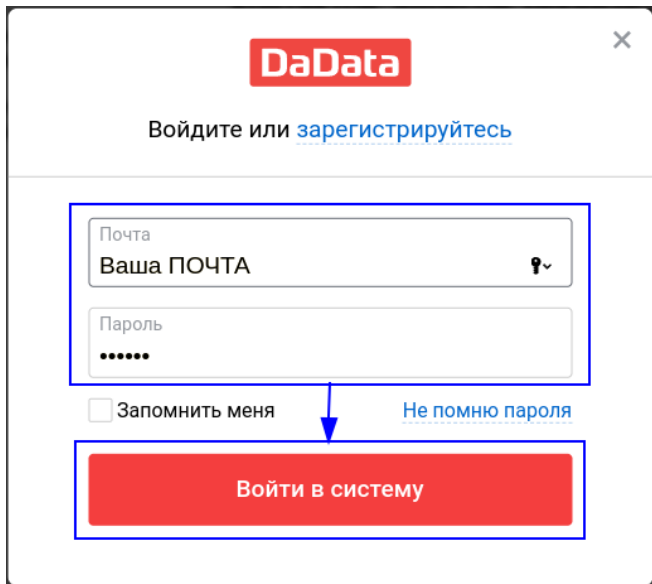 DaData
Войдите или зарегистрируйтесь
Почта
Ваша ПОЧТА
Пароль
••••••
Запомнить меня Не помню пароля
Войти в систему